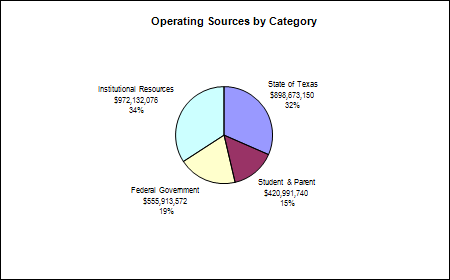 Operating Sources by Category
Institutional Resources
$972,132,076
34%
State of Texas
$898,673,150
32%
Federal Government
$555,913,572
19%
Student & Parent
$420,991,740
15%